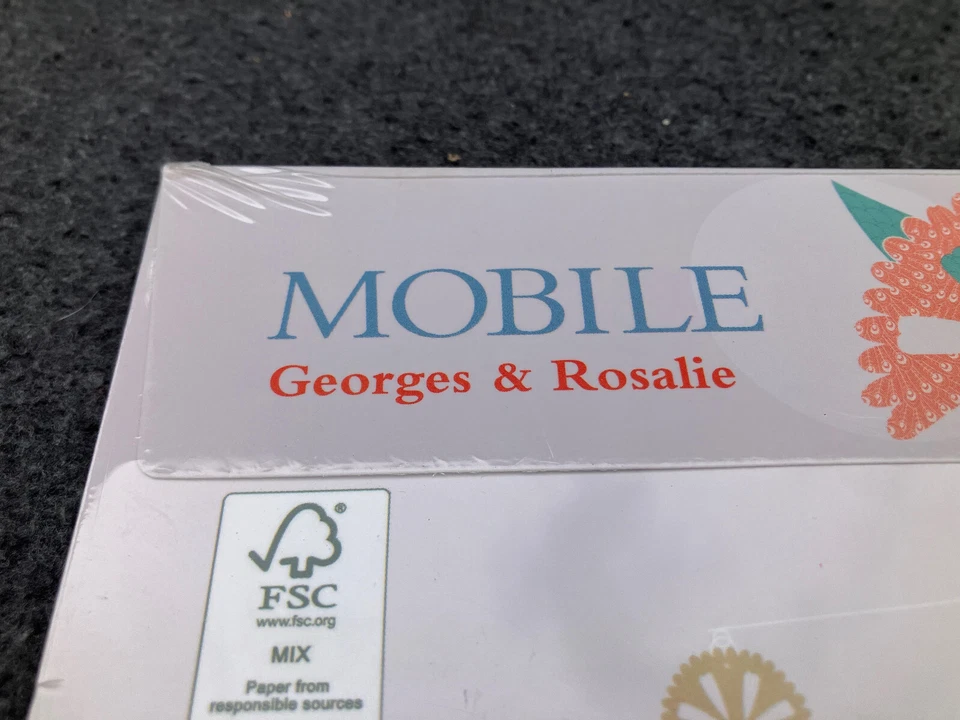 MOBILE
Georges & Rosalie
®
FSC
www.fsc.org
MIX
Paper from
responsible sources